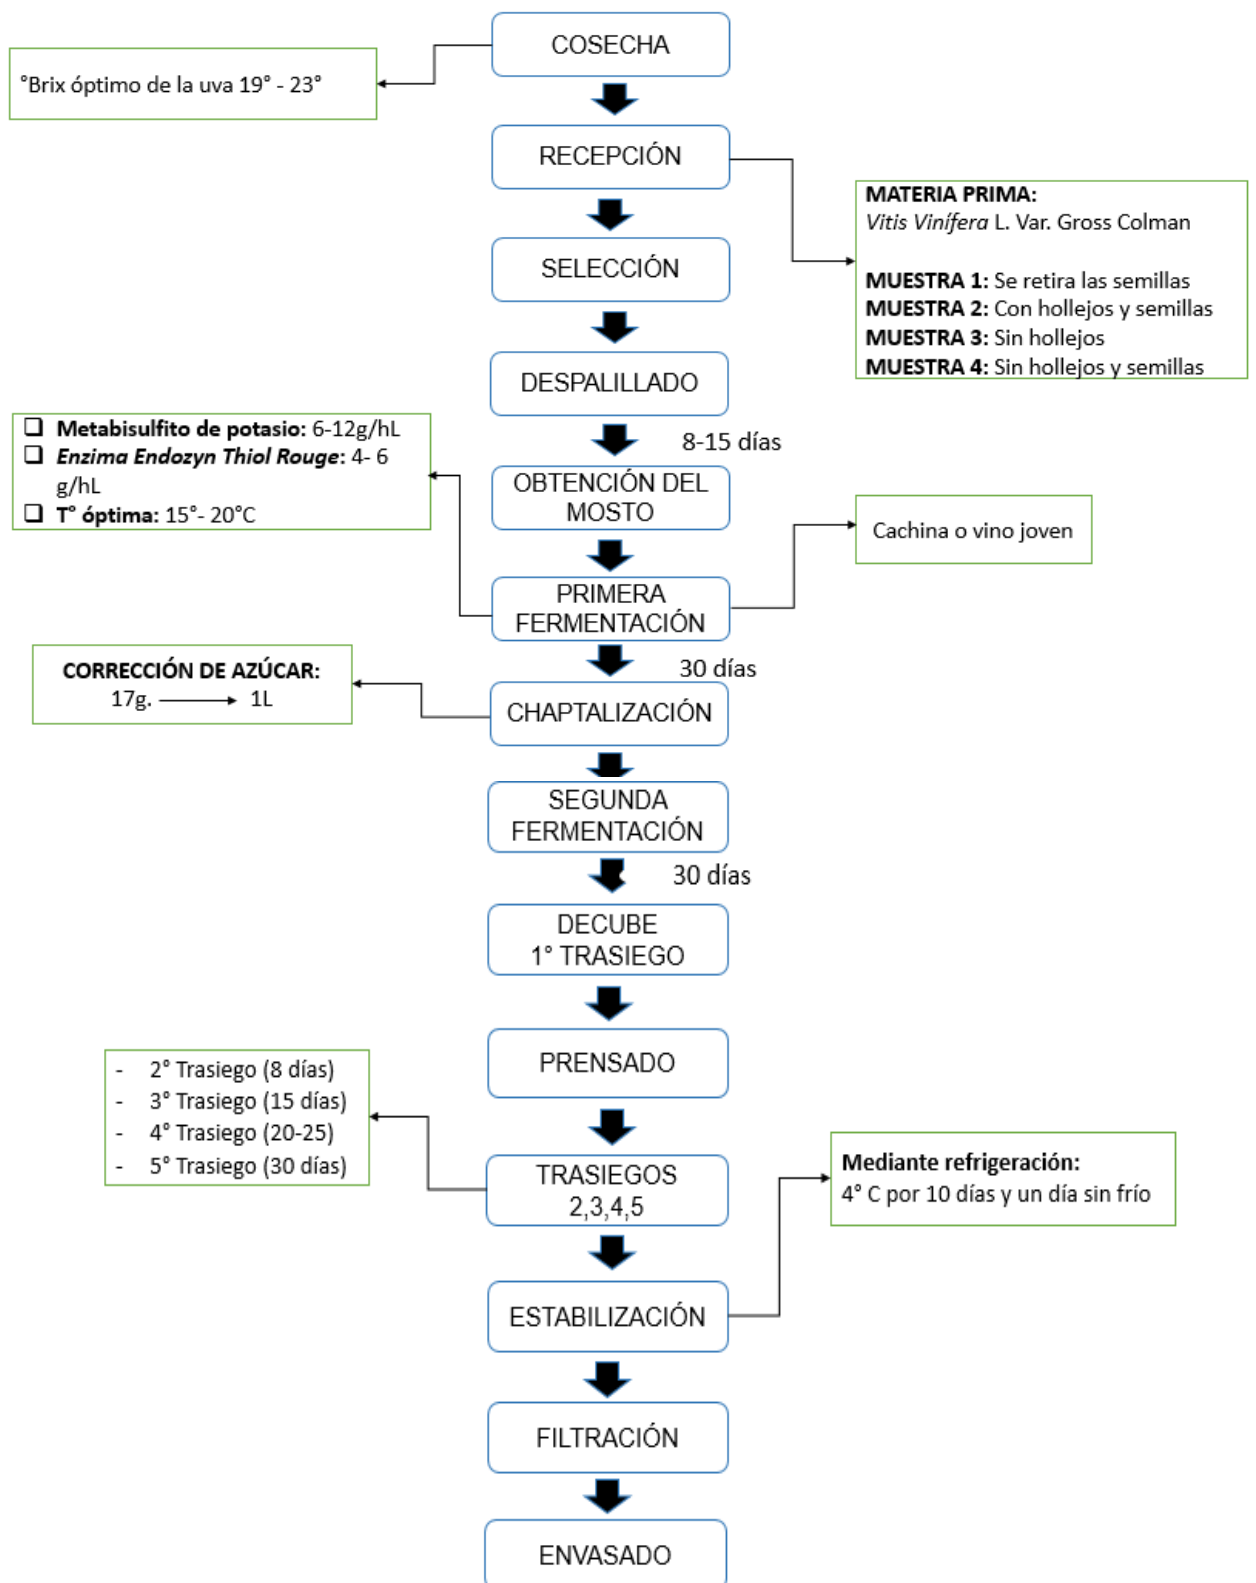 COSECHA
°Brix óptimo de la uva 19° - 23°
RECEPCIÓN
MATERIA PRIMA:
Vitis Vinífera L. Var. Gross Colman
MUESTRA 1: Se retira las semillas
MUESTRA 2: Con hollejos y semillas
MUESTRA 3: Sin hollejos
MUESTRA 4: Sin hollejos y semillas
SELECCIÓN
DESPALILLADO
8-15 días
OBTENCIÓN DEL
MOSTO
Metabisulfito de potasio: 6-12g/hL
Enzima Endozyn Thiol Rouge: 4- 6
g/hL
T° óptima: 15°- 20°C
Cachina o vino joven
PRIMERA
FERMENTACIÓN
30 días
CORRECCIÓN DE AZÚCAR:
17g. → 1L
CHAPTALIZACIÓN
SEGUNDA
FERMENTACIÓN
30 días
DECUBE
1° TRASIEGO
PRENSADO
- 2° Trasiego (8 días)
- 3° Trasiego (15 días)
- 4° Trasiego (20-25)
- 5° Trasiego (30 días)
TRASIEGOS
2,3,4,5
Mediante refrigeración:
4° C por 10 días y un día sin frío
ESTABILIZACIÓN
FILTRACIÓN
ENVASADO